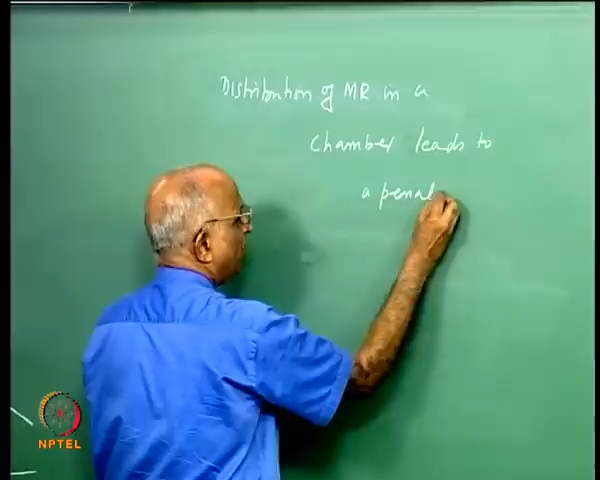 Distribution of MR in a
chamber leads to
a penal
NPTEL